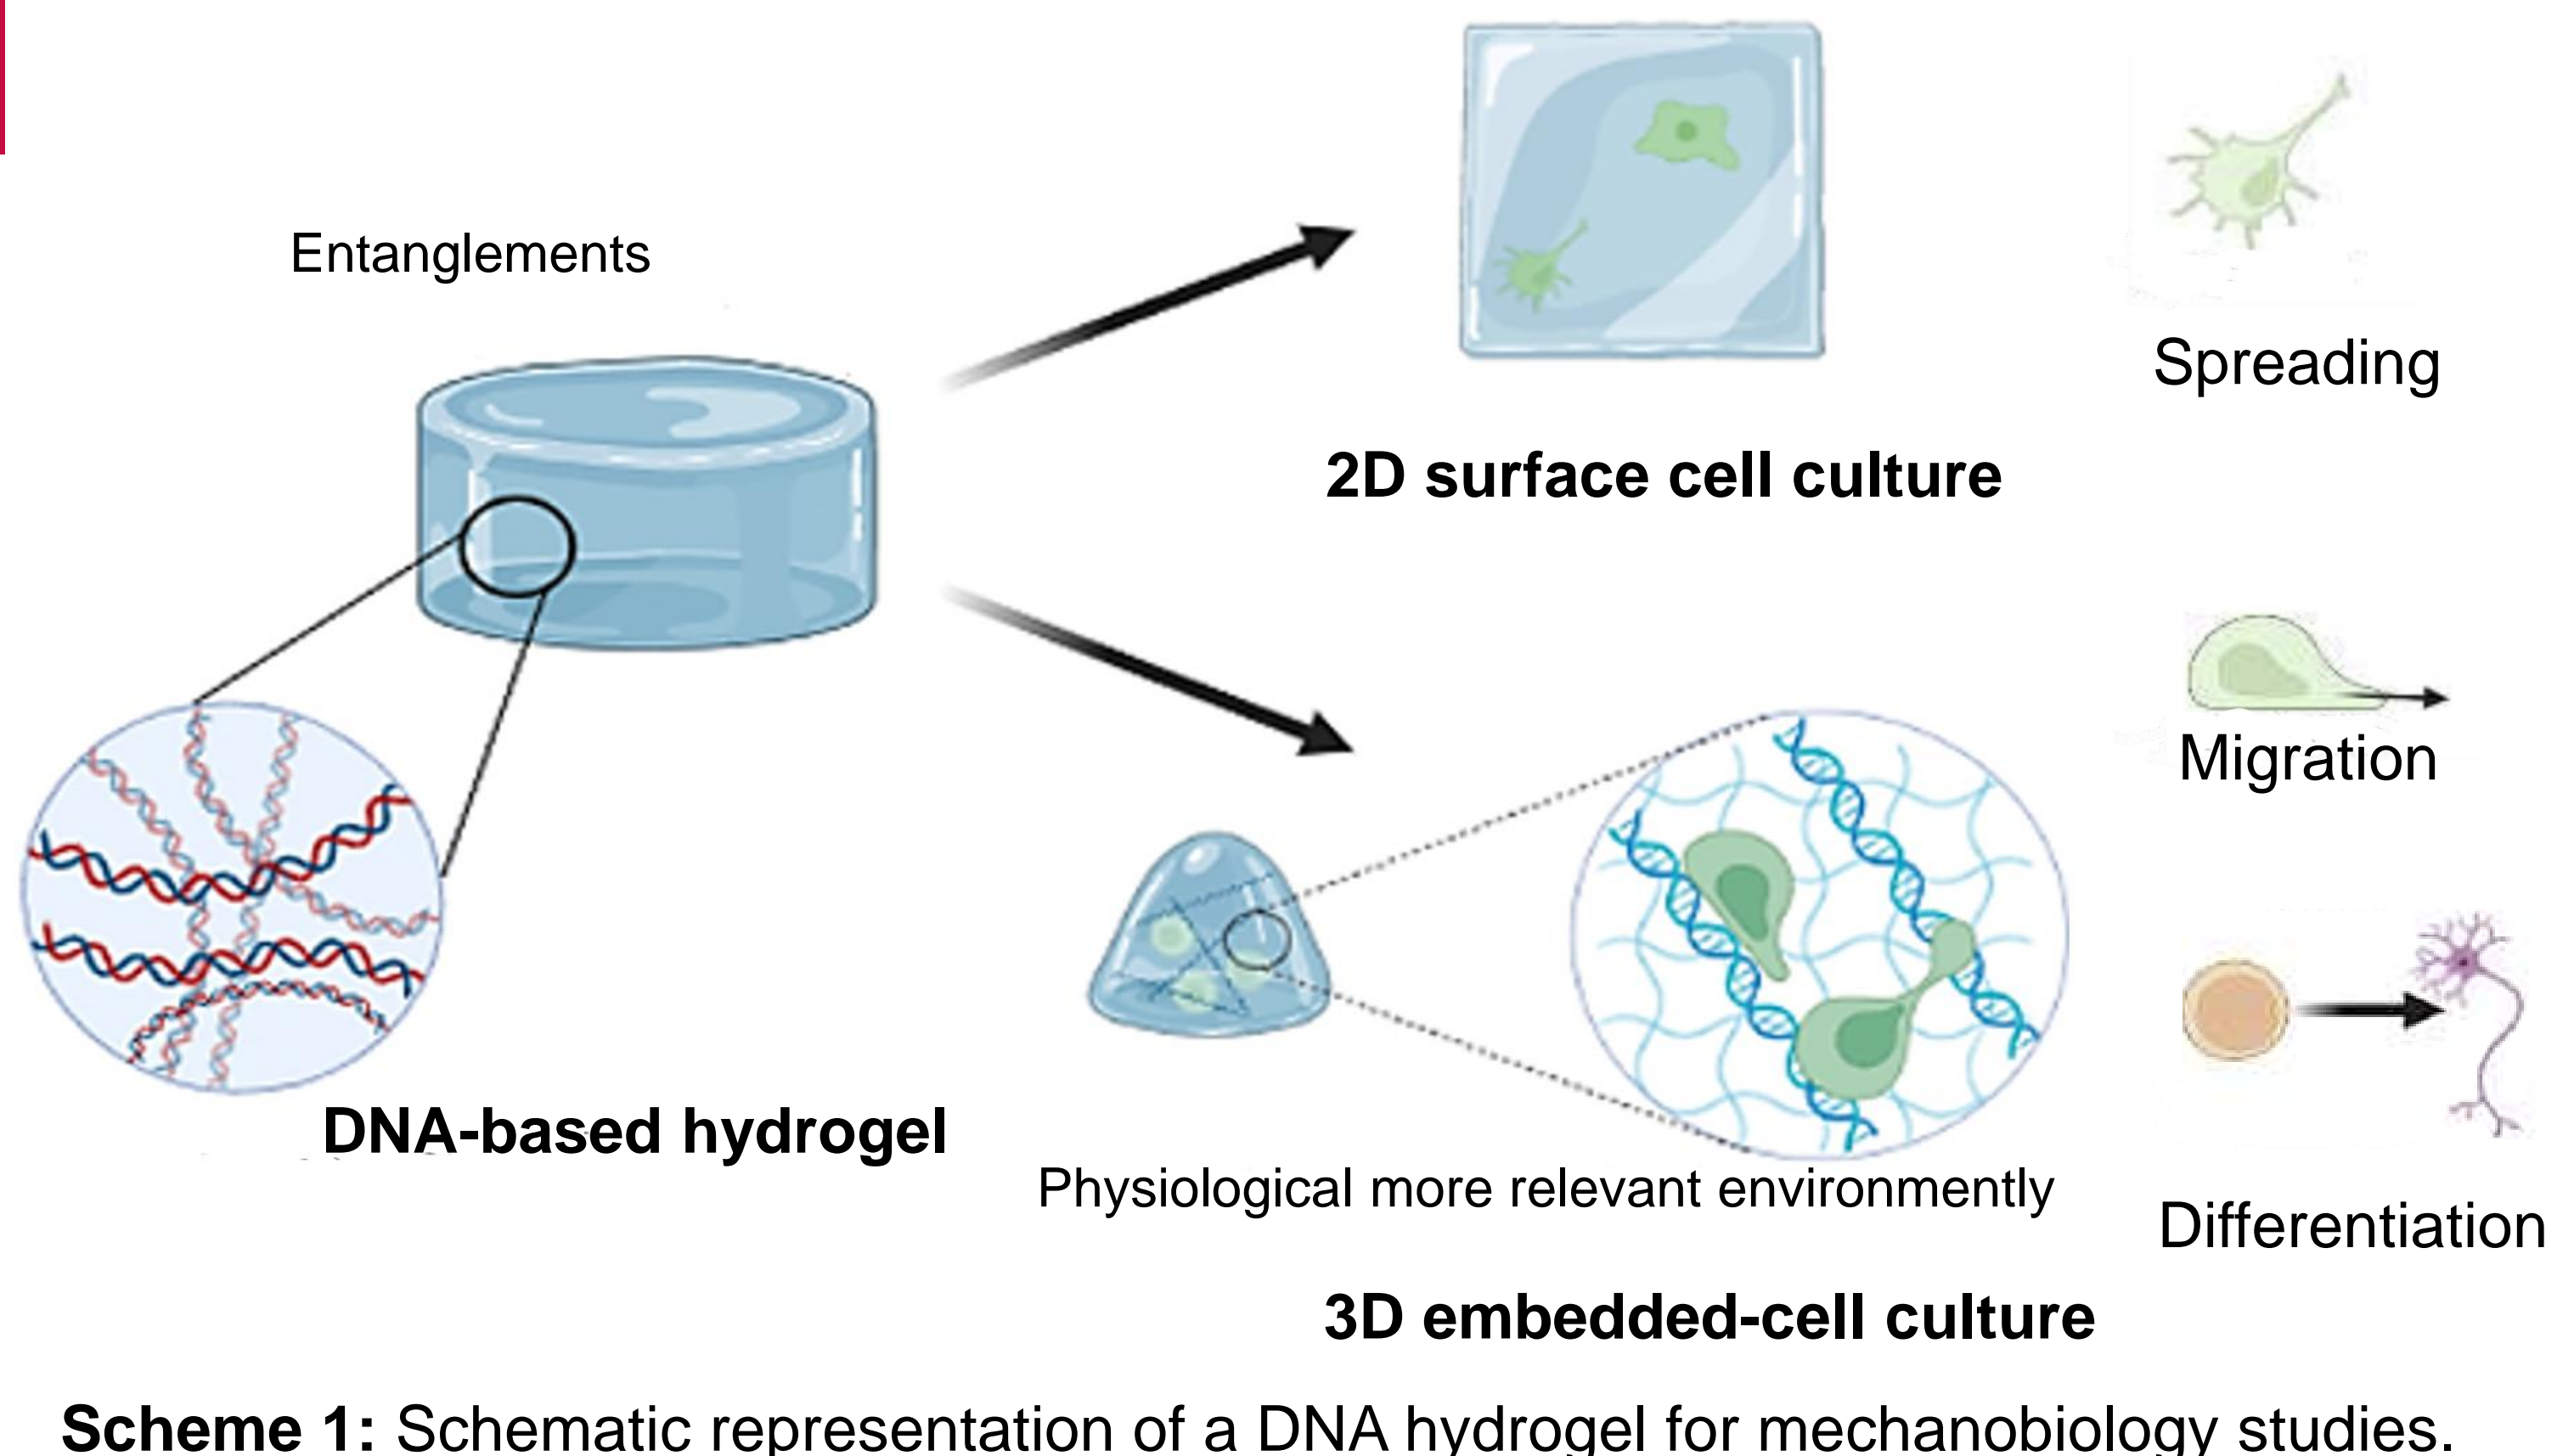 Entanglements
Spreading
2D surface cell culture
Migration
DNA-based hydrogel
Physiological more relevant environmently
Differentiation
3D embedded-cell culture
Scheme 1: Schematic representation of a DNA hydrogel for mechanobiology studies.